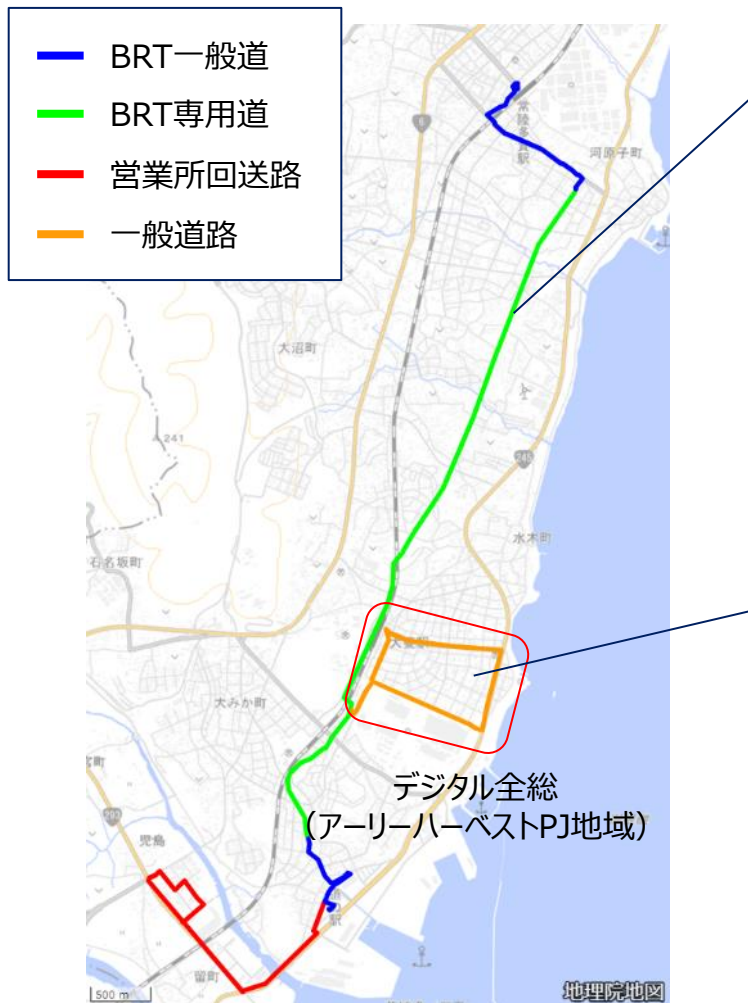 BRT一般道
BRT専用道
営業所回送路
一般道路
6
常陸多賀駅
河原子町
大沼町
241
245
水木町
石名坂町
大みか町
デジタル全総
(アーリーハーベストPJ地域)
293
児島
留町
500 m
地理院地図